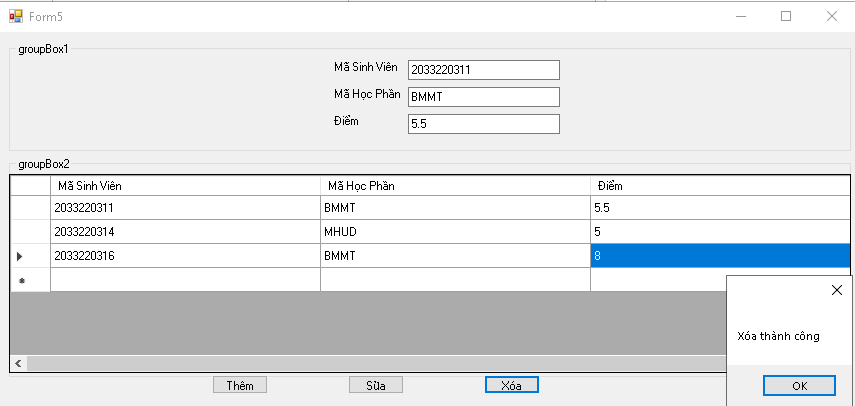 Form5
groupBox1
Mã Sinh Viên 2033220311
Mã Học Phần BMMT
Điểm 5.5
groupBox2
Mã Sinh Viên Mã Học Phần Điểm
2033220311 BMMT 5.5
2033220314 MHUD 5
2033220316 BMMT 8
Xóa thành công
OK
Thêm Sửa Xóa